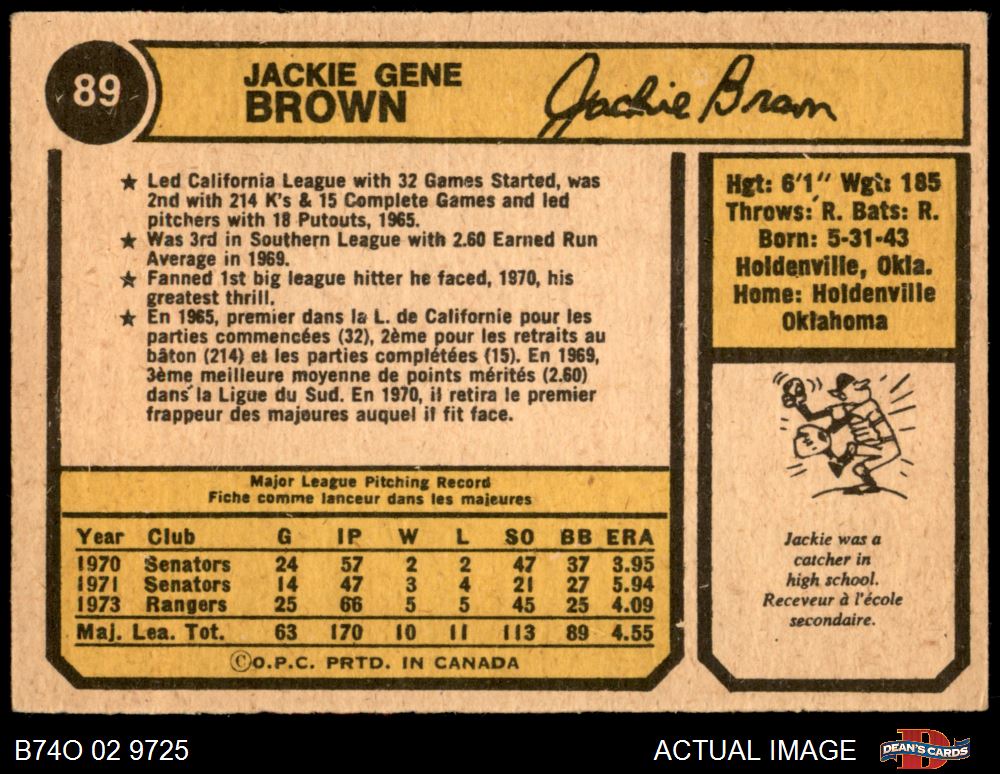 89
JACKIE GENE
BROWN
Jackie Brown
★ Led California League with 32 Games Started, was
2nd with 214 K's & 15 Complete Games and led
pitchers with 18 Putouts, 1965.
★ Was 3rd in Southern League with 2.60 Earned Run
Average in 1969.
★ Fanned 1st big league hitter he faced, 1970, his
greatest thrill.
★ En 1965, premier dans la L. de Californie pour les
parties commencées (32), 2ème pour les retraits au
bâton (214) et les parties complétées (15). En 1969,
3ème meilleure moyenne de points mérités (2.60)
dans la Ligue du Sud. En 1970, il retira le premier
frappeur des majeures auquel il fit face.
Hgt: 6'1" Wgt: 185
Throws: R. Bats: R.
Born: 5-31-43
Holdenville, Okla.
Home: Holdenville
Oklahoma
Jackie was a
catcher in
high school.
Receveur à l'école
secondaire.
Major League Pitching Record
Fiche comme lanceur dans les majeures
Year Club G IP W L SO BB ERA
1970 Senators 24 57 2 2 47 37 3.95
1971 Senators 14 47 3 4 21 27 5.94
1973 Rangers 25 66 5 5 45 25 4.09
Maj. Lea. Tot. 63 170 10 11 113 89 4.55
©O.P.C. PRTD. IN CANADA
B74O 02 9725
ACTUAL IMAGE
DEAN'S CARDS